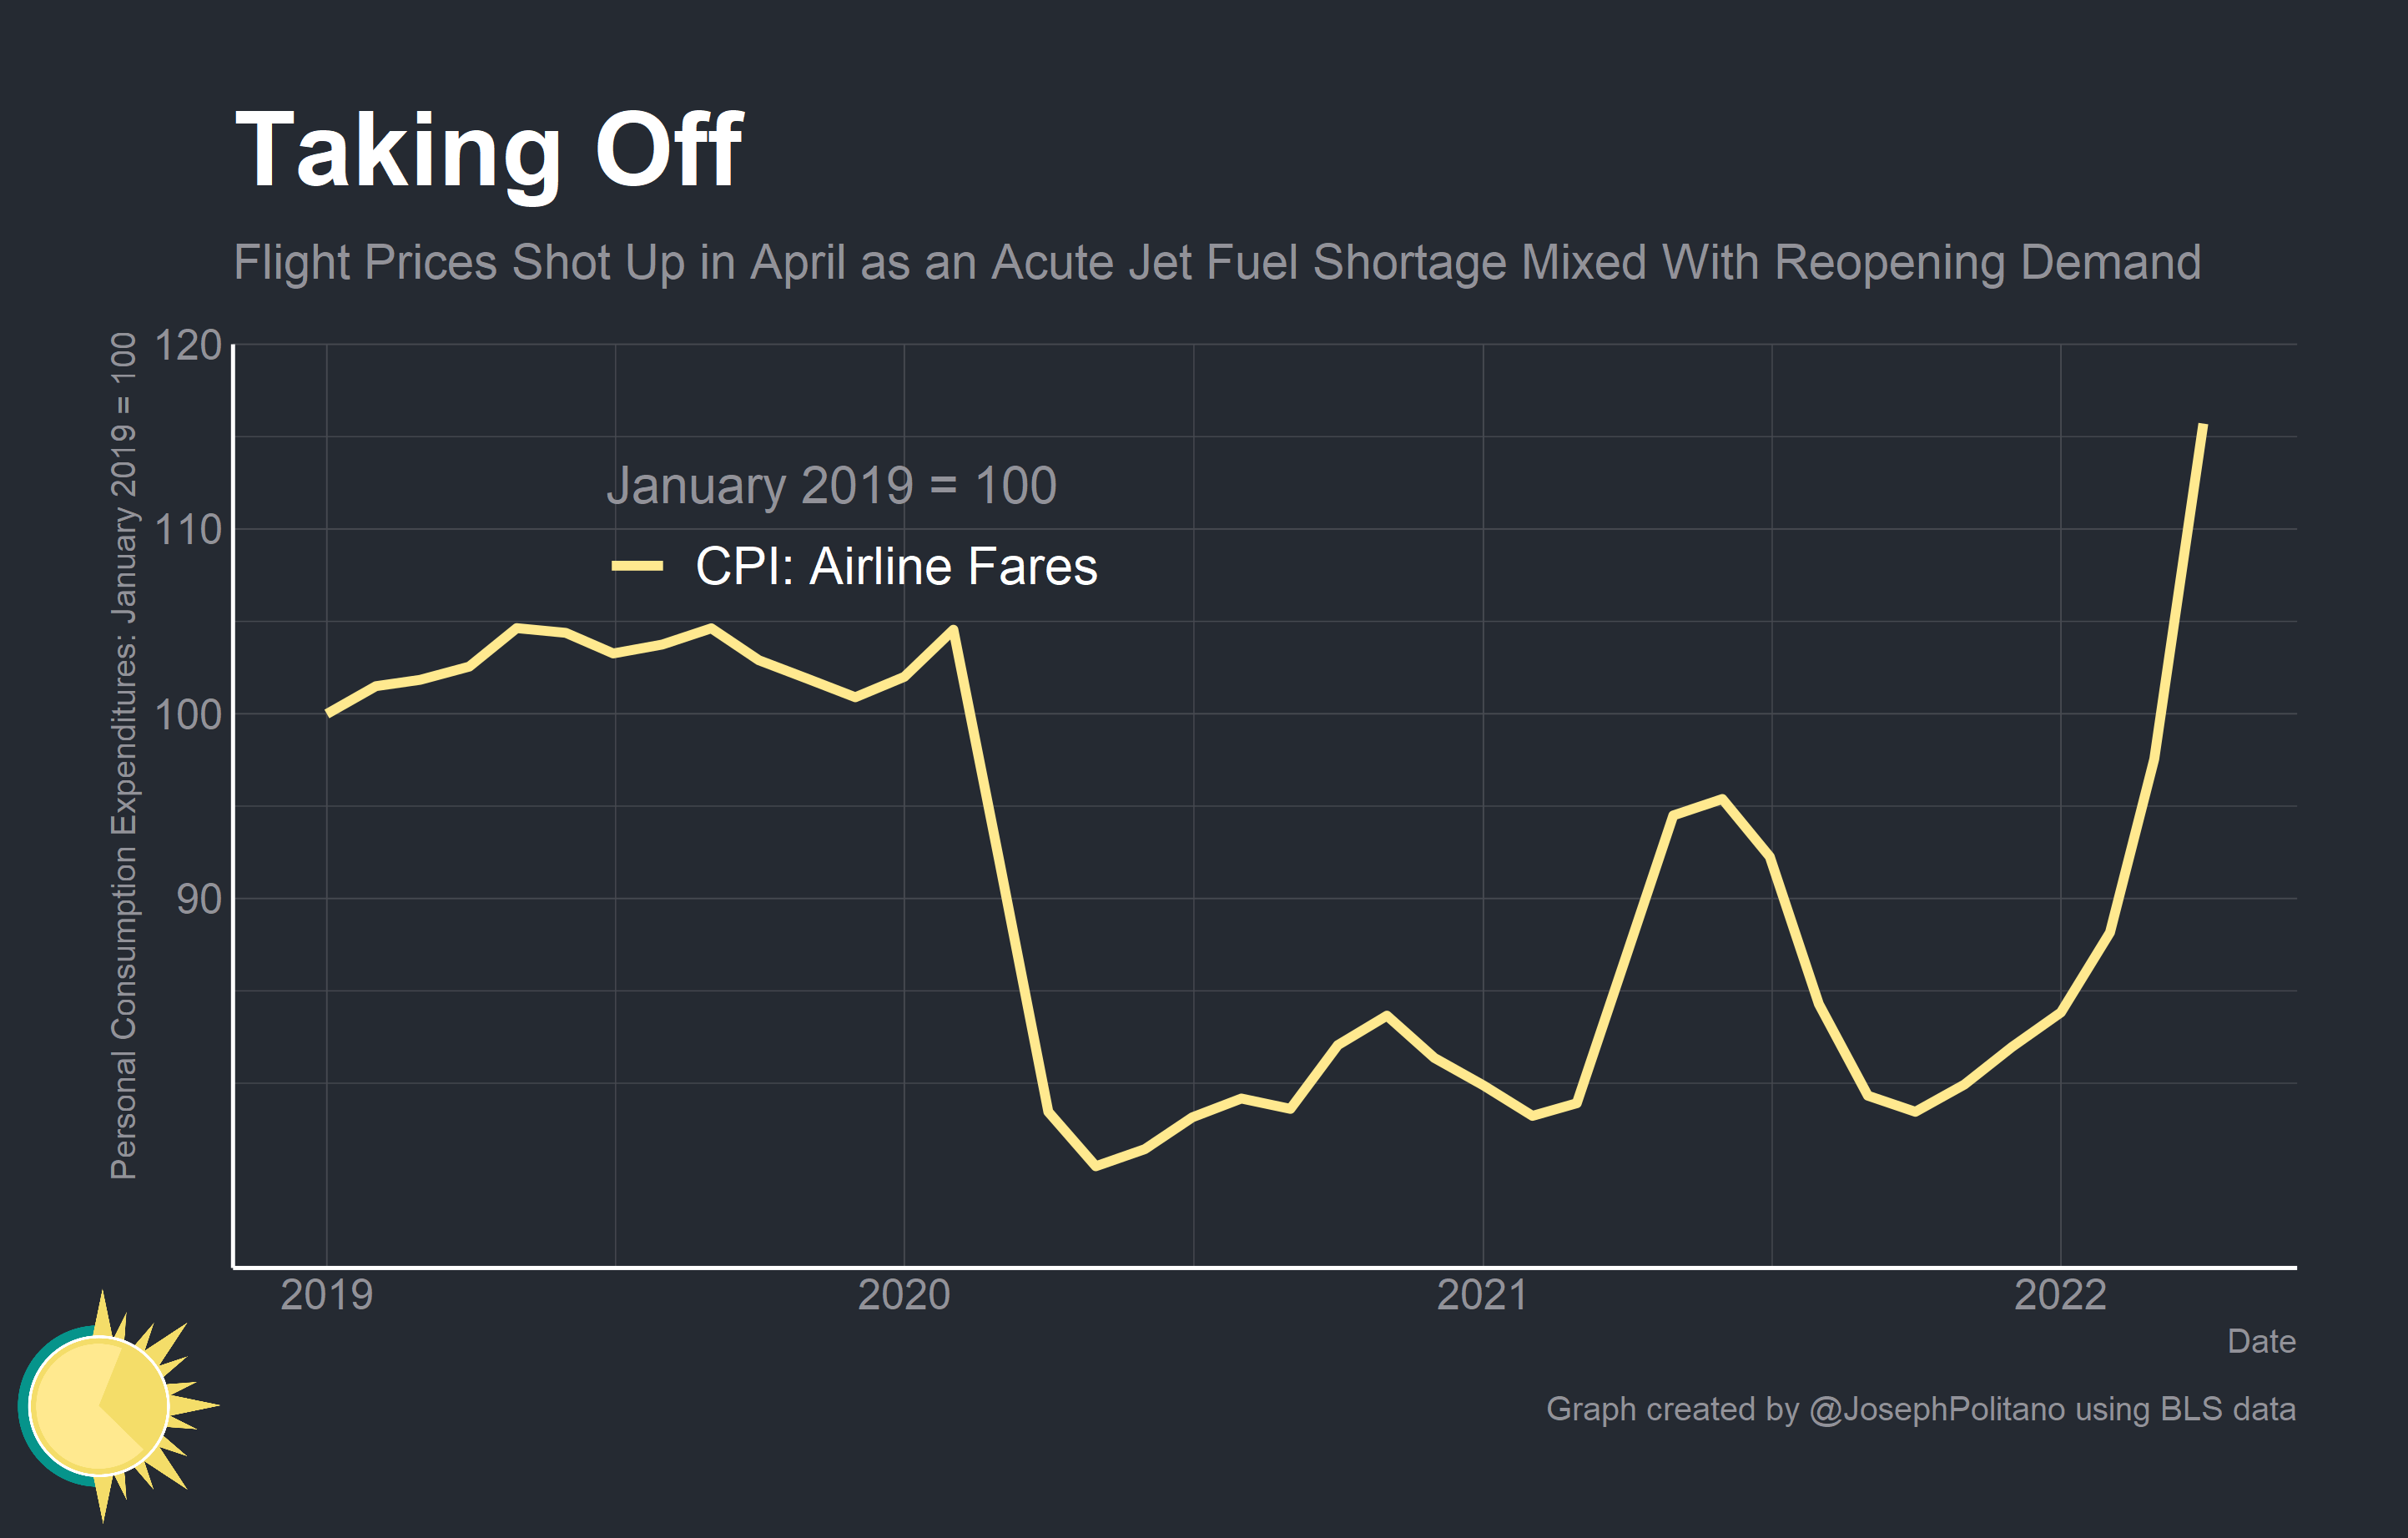 Taking Off
Flight Prices Shot Up in April as an Acute Jet Fuel Shortage Mixed With Reopening Demand
Personal Consumption Expenditures: January 2019 = 100
120
110
100
90
January 2019 = 100
CPI: Airline Fares
2019
2020
2021
2022
Date
Graph created by @JosephPolitano using BLS data